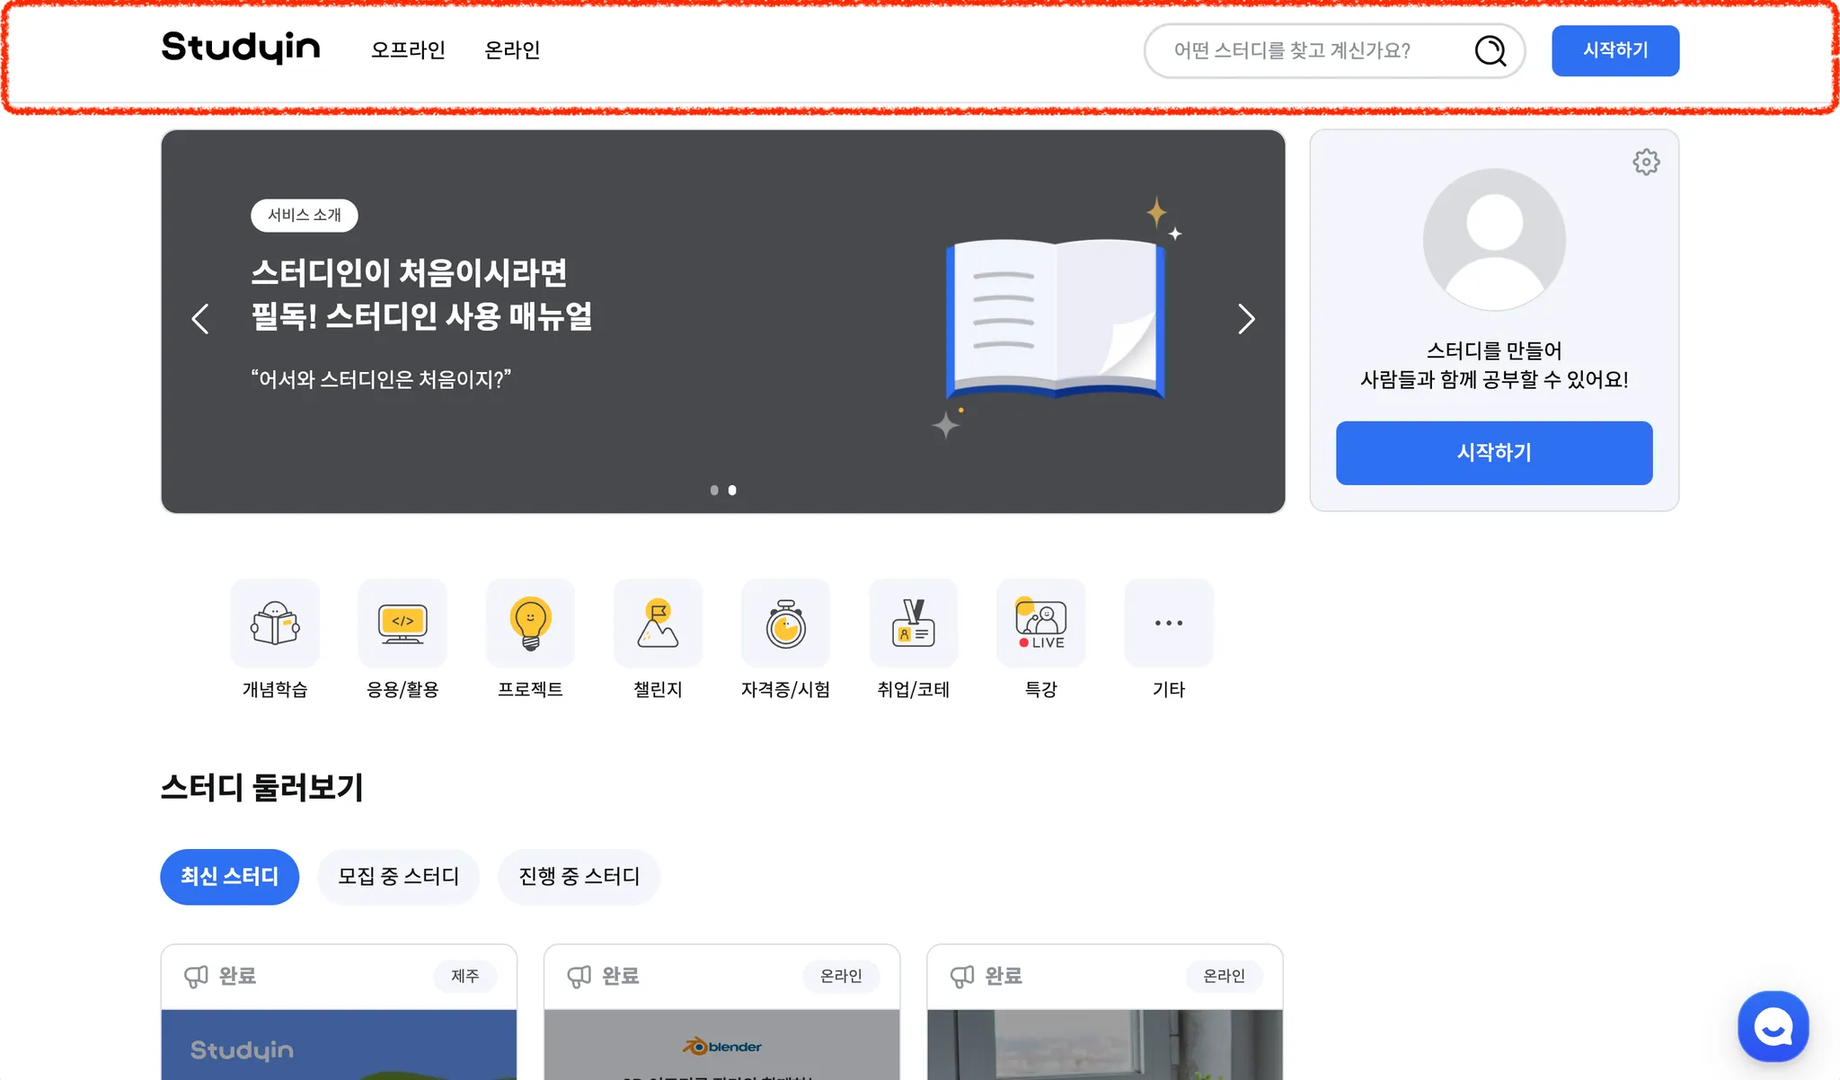 Studyin
오프라인
온라인
어떤 스터디를 찾고 계신가요?
시작하기
서비스 소개
스터디인이 처음이시라면
필독! 스터디인 사용 매뉴얼
“어서와 스터디인은 처음이지?”
스터디를 만들어
사람들과 함께 공부할 수 있어요!
시작하기
</>
LIVE
개념학습
응용/활용
프로젝트
챌린지
자격증/시험
취업/코테
특강
기타
스터디 둘러보기
최신 스터디
모집 중 스터디
진행 중 스터디
완료
제주
완료
온라인
완료
온라인
Studyin
blender